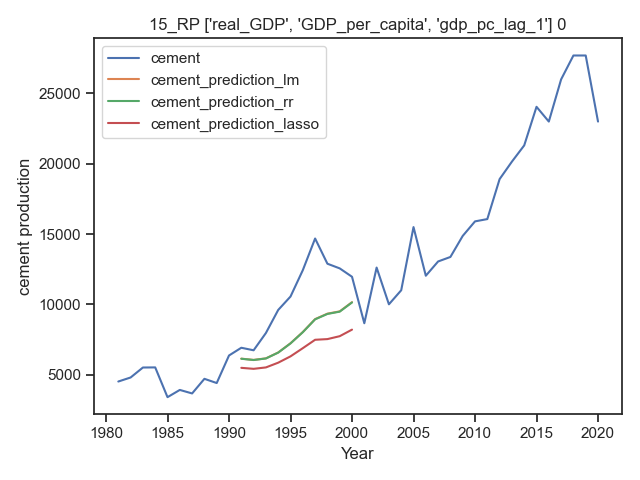 15_RP ['real_GDP', 'GDP_per_capita', 'gdp_pc_lag_1'] 0
cement
cement_prediction_lm
cement_prediction_rr
cement_prediction_lasso
25000
20000
15000
10000
5000
cement production
1980 1985 1990 1995 2000 2005 2010 2015 2020
Year